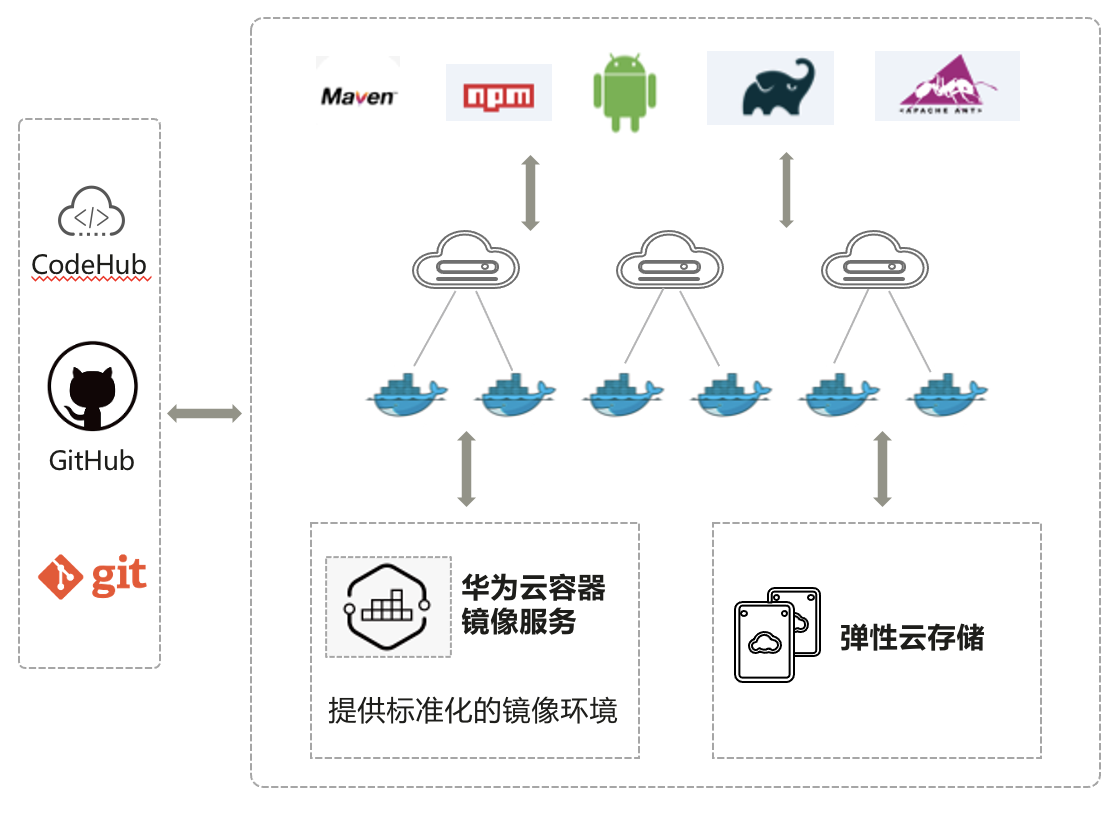 Maven
npm
APACHE ANT
CodeHub
GitHub
git
华为云容器
镜像服务
提供标准化的镜像环境
弹性云存储